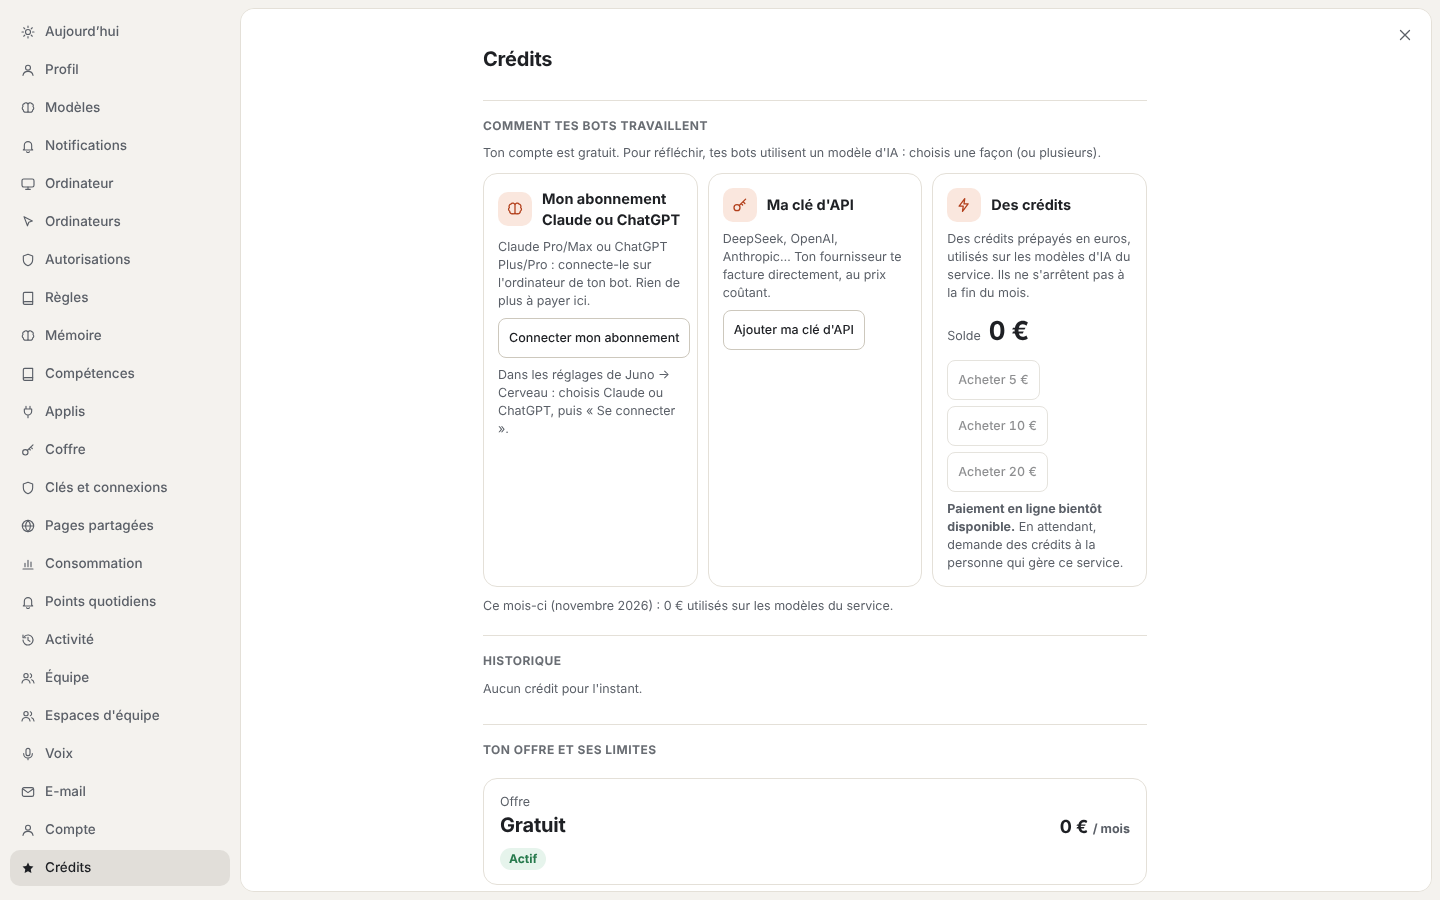 Aujourd'hui
Profil
Modèles
Notifications
Ordinateur
Ordinateurs
Autorisations
Règles
Mémoire
Compétences
Applis
Coffre
Clés et connexions
Pages partagées
Consommation
Points quotidiens
Activité
Équipe
Espaces d'équipe
Voix
E-mail
Compte
Crédits
Crédits
COMMENT TES BOTS TRAVAILLENT
Ton compte est gratuit. Pour réfléchir, tes bots utilisent un modèle d'IA : choisis une façon (ou plusieurs).
Mon abonnement
Claude ou ChatGPT
Claude Pro/Max ou ChatGPT
Plus/Pro : connecte-le sur
l'ordinateur de ton bot. Rien de
plus à payer ici.
Connecter mon abonnement
Dans les réglages de Juno →
Cerveau : choisis Claude ou
ChatGPT, puis « Se connecter
».
Ma clé d'API
DeepSeek, OpenAI,
Anthropic... Ton fournisseur te
facture directement, au prix
coûtant.
Ajouter ma clé d'API
Des crédits
Des crédits prépayés en euros,
utilisés sur les modèles d'IA du
service. Ils ne s'arrêtent pas à
la fin du mois.
Solde 0 €
Acheter 5 €
Acheter 10 €
Acheter 20 €
Paiement en ligne bientôt
disponible. En attendant,
demande des crédits à la
personne qui gère ce service.
Ce mois-ci (novembre 2026) : 0 € utilisés sur les modèles du service.
HISTORIQUE
Aucun crédit pour l'instant.
TON OFFRE ET SES LIMITES
Offre
Gratuit
0 € / mois
Actif